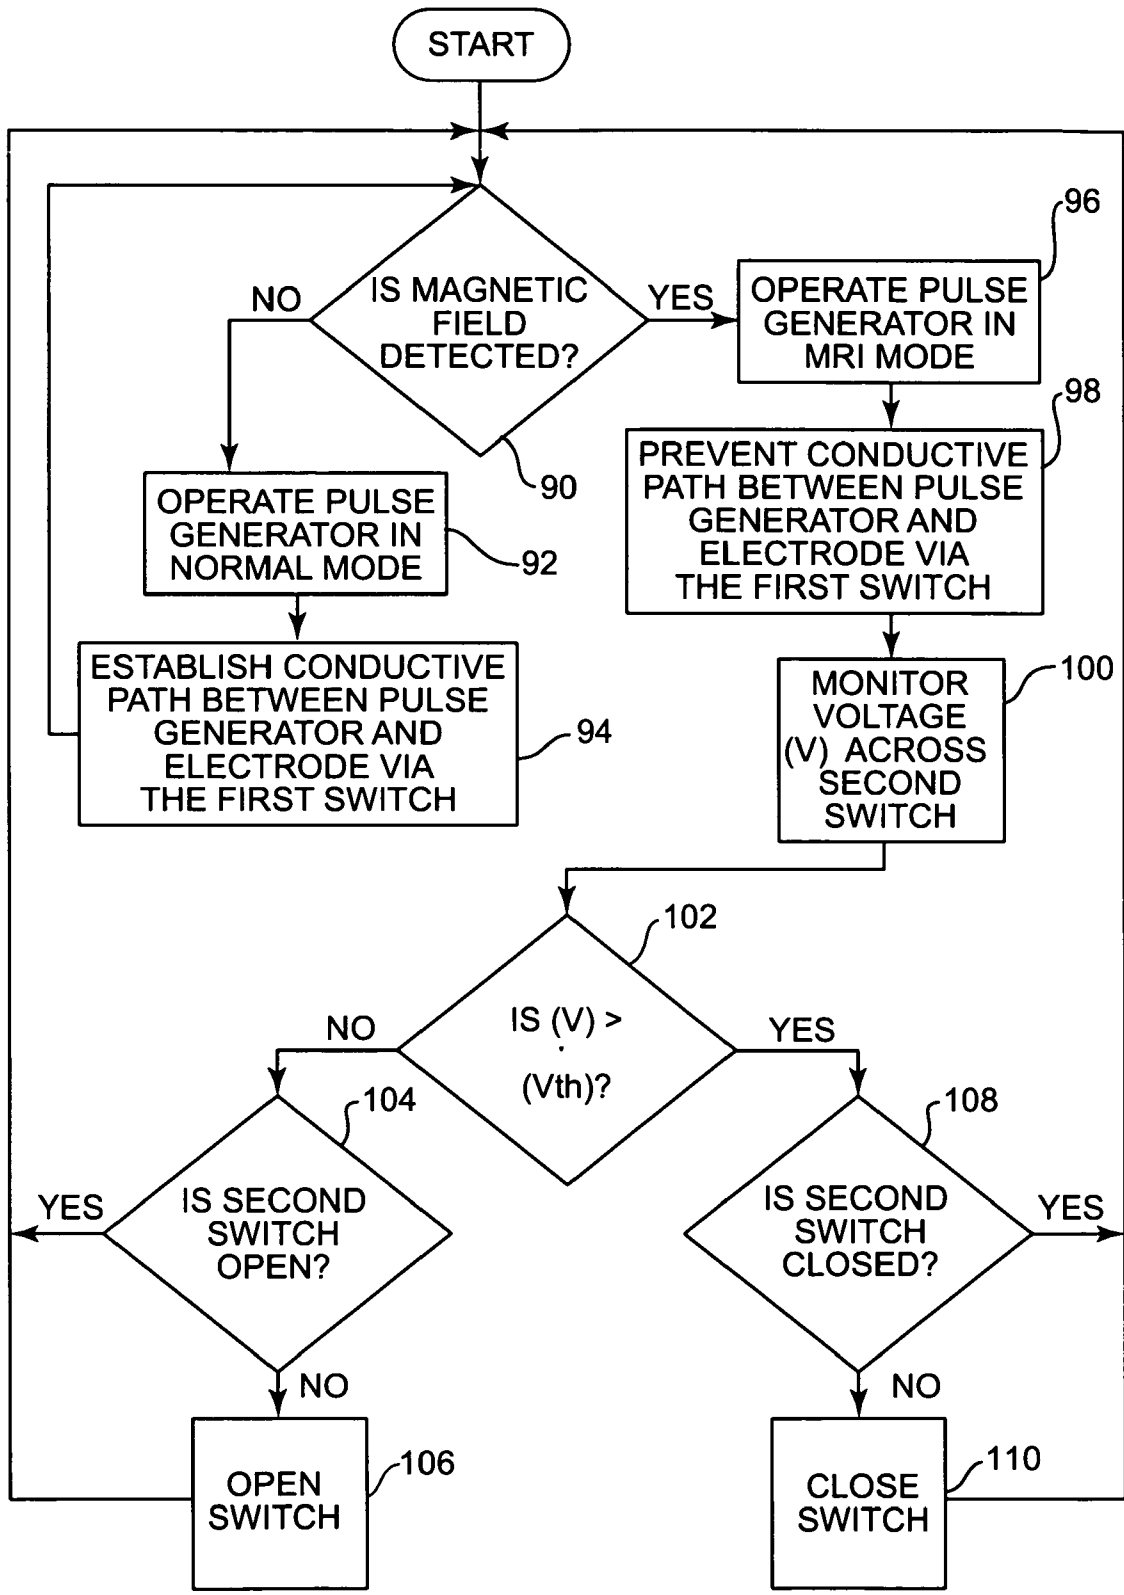 START
96
IS MAGNETIC
FIELD
DETECTED?
NO
YES
OPERATE PULSE
GENERATOR IN
MRI MODE
90
98
OPERATE PULSE
GENERATOR IN
NORMAL MODE
92
PREVENT CONDUCTIVE
PATH BETWEEN PULSE
GENERATOR AND
ELECTRODE VIA
THE FIRST SWITCH
ESTABLISH CONDUCTIVE
PATH BETWEEN PULSE
GENERATOR AND
ELECTRODE VIA
THE FIRST SWITCH
94
100
MONITOR
VOLTAGE
(V) ACROSS
SECOND
SWITCH
102
IS (V) >
(Vth)?
NO
YES
104
108
IS SECOND
SWITCH
OPEN?
YES
IS SECOND
SWITCH
CLOSED?
YES
NO
NO
OPEN
SWITCH
106
CLOSE
SWITCH
110